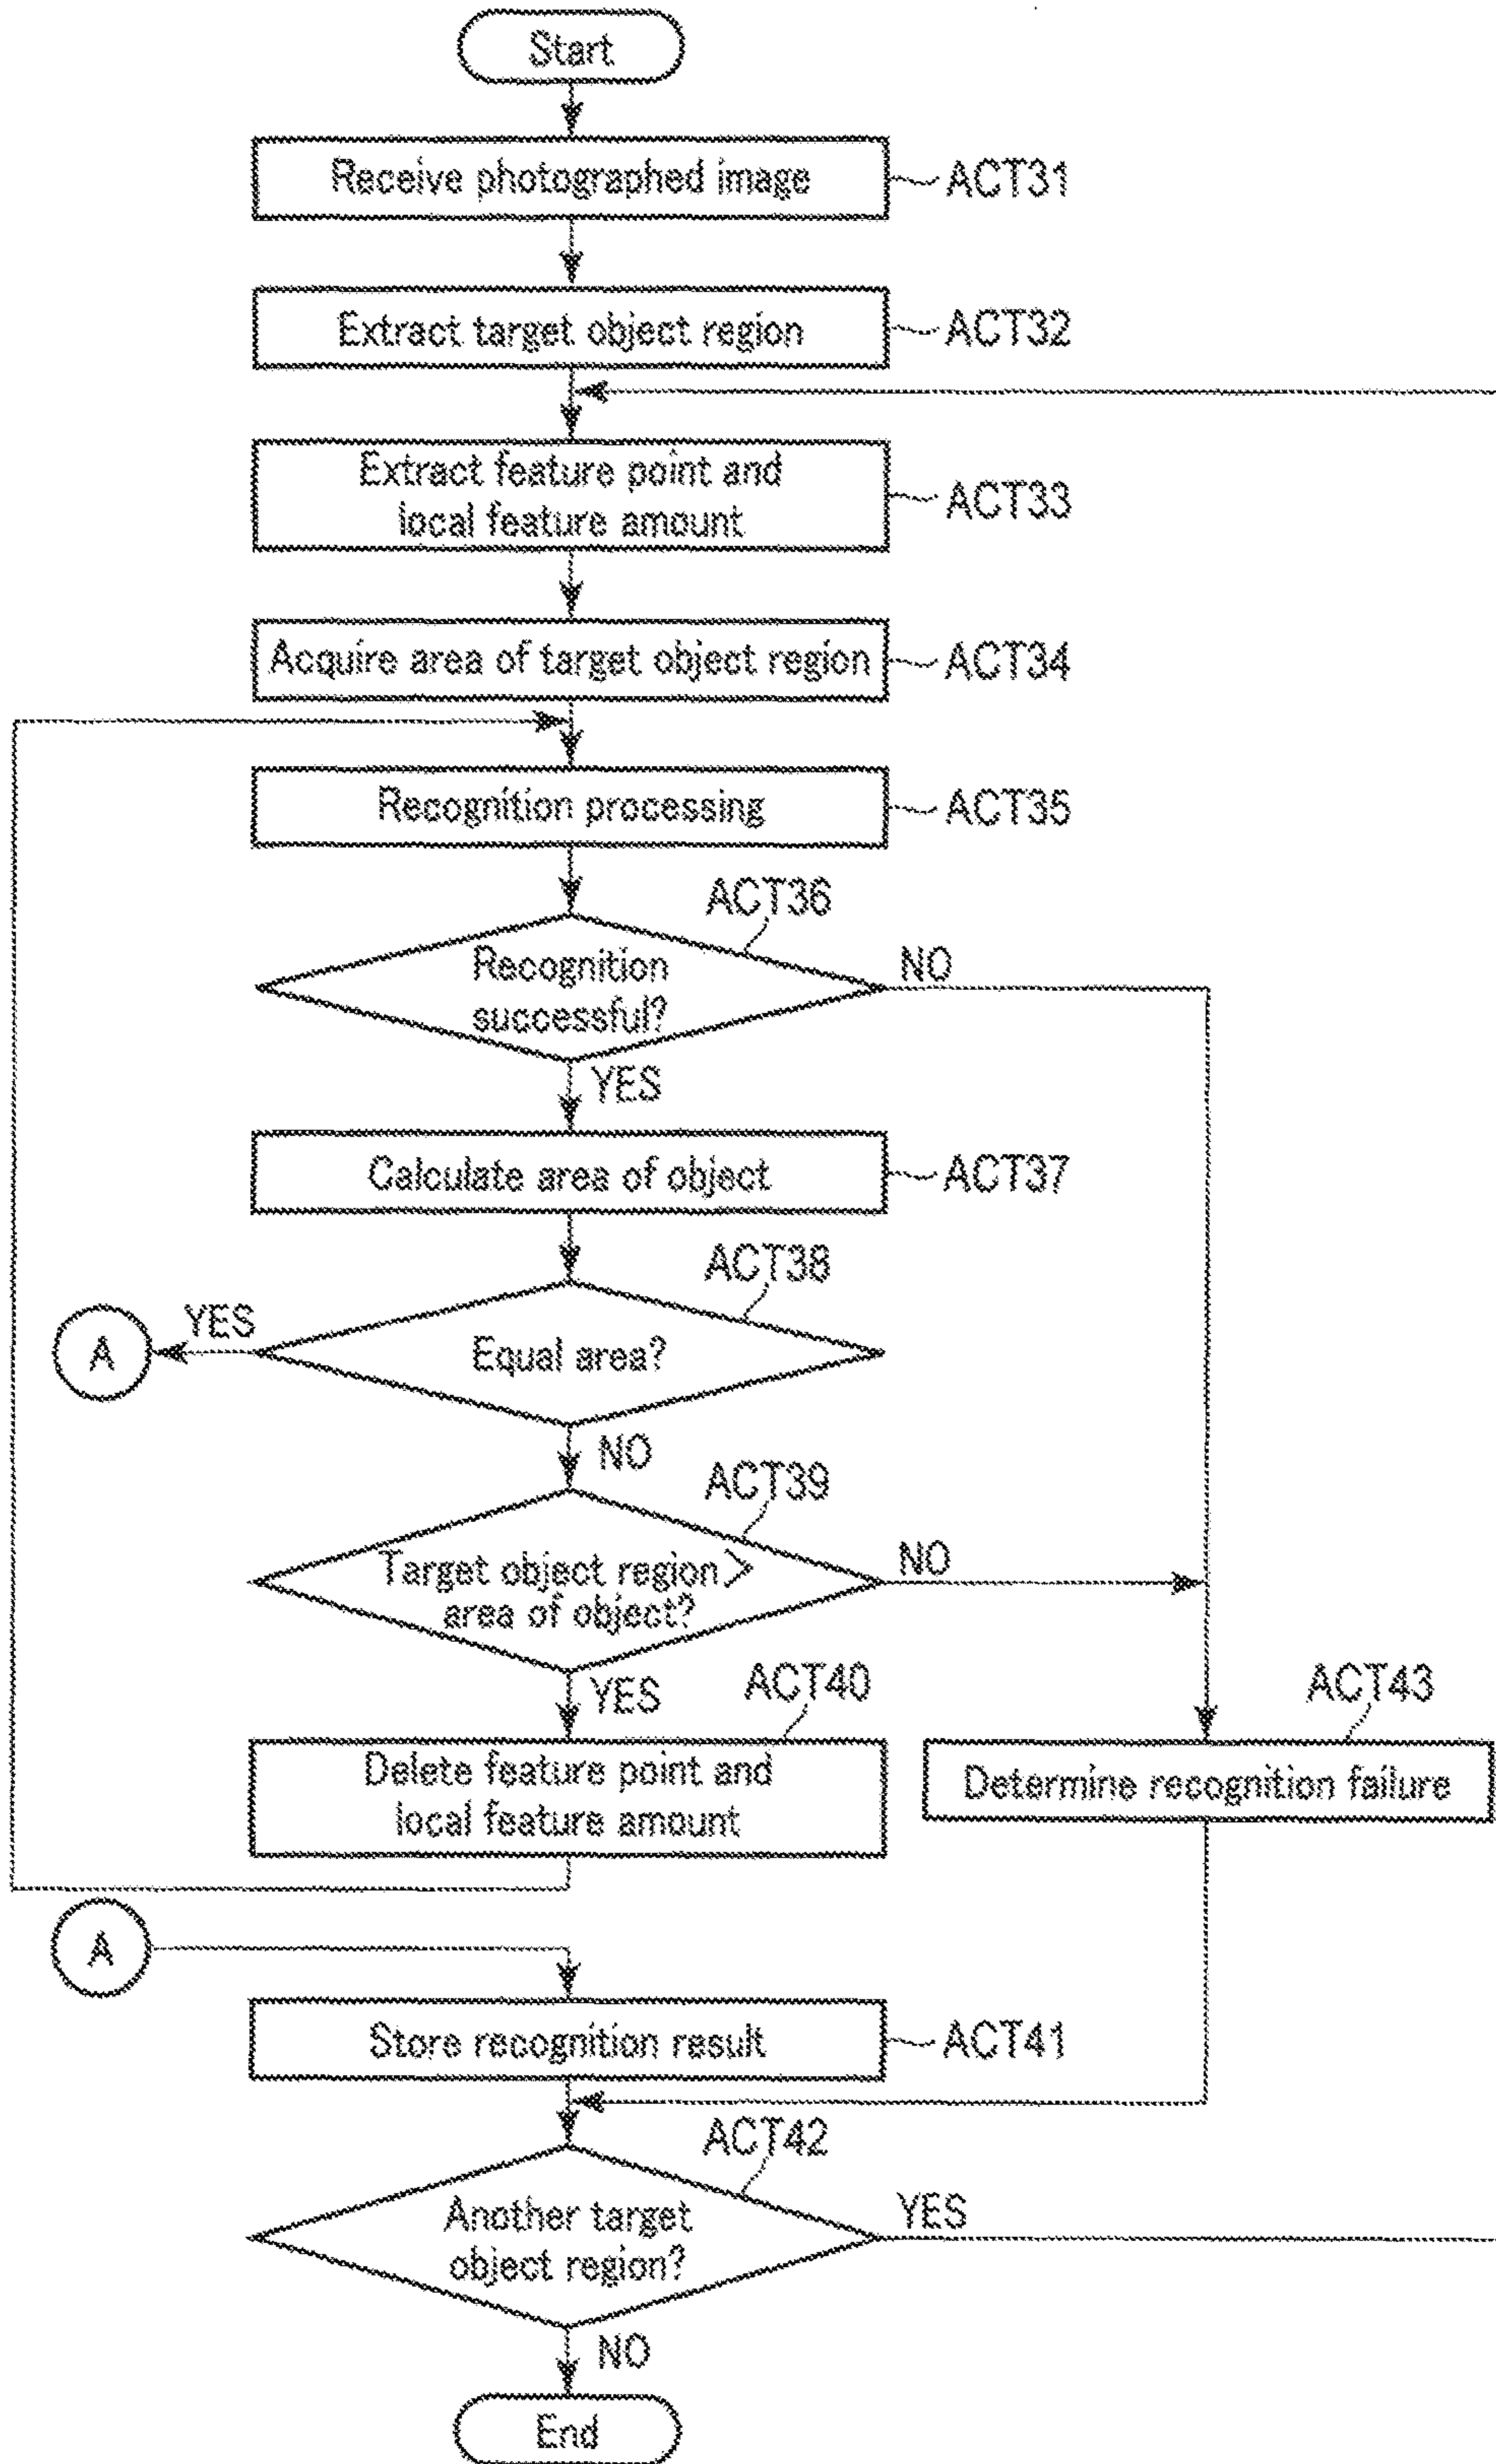 Start
Receive photographed image
ACT31
Extract target object region
ACT32
Extract feature point and
local feature amount
ACT33
Acquire area of target object region
ACT34
Recognition processing
ACT35
ACT36
Recognition
successful?
NO
YES
Calculate area of object
ACT37
ACT38
A
YES
Equal area?
NO
ACT39
Target object region >
area of object?
NO
YES
ACT40
ACT43
Delete feature point and
local feature amount
Determine recognition failure
A
Store recognition result
ACT41
ACT42
Another target
object region?
YES
NO
End